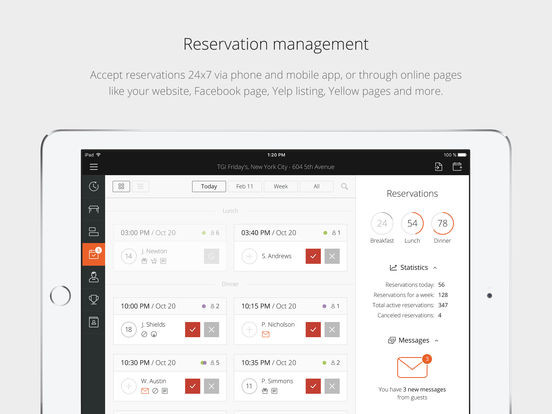 Reservation management
Accept reservations 24x7 via phone and mobile app, or through online pages
like your website, Facebook page, Yelp listing, Yellow pages and more.
iPad
1:20 PM
100 %
TGI Friday's, New York City - 604 5th Avenue
Today
Feb 11
Week
All
Lunch
03:00 PM / Oct 20
6
14
J. Newton
03:40 PM / Oct 20
1
S. Andrews
Dinner
10:00 PM / Oct 20
2
18
J. Shields
10:15 PM / Oct 20
1
P. Nicholson
10:30 PM / Oct 20
5
W. Austin
10:35 PM / Oct 20
2
11
P. Simmons
Reservations
24
54
78
Breakfast
Lunch
Dinner
Statistics
Reservations today: 56
Reservations for a week: 128
Total active reservations: 347
Canceled reservations: 4
Messages
3
You have 3 new messages
from guests